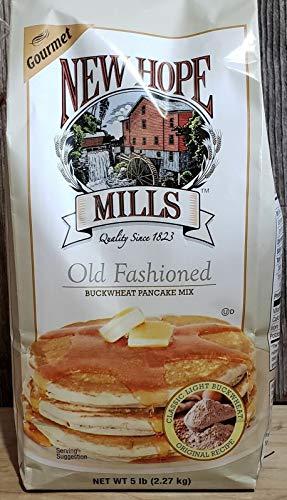 Gourmet
NEW HOPE
MILLS™
Quality Since 1823
Old Fashioned
BUCKWHEAT PANCAKE MIX
U D
CLASSIC LIGHT BUCKWHEAT
ORIGINAL RECIPE
Serving
Suggestion
NET WT 5 lb (2.27 kg)